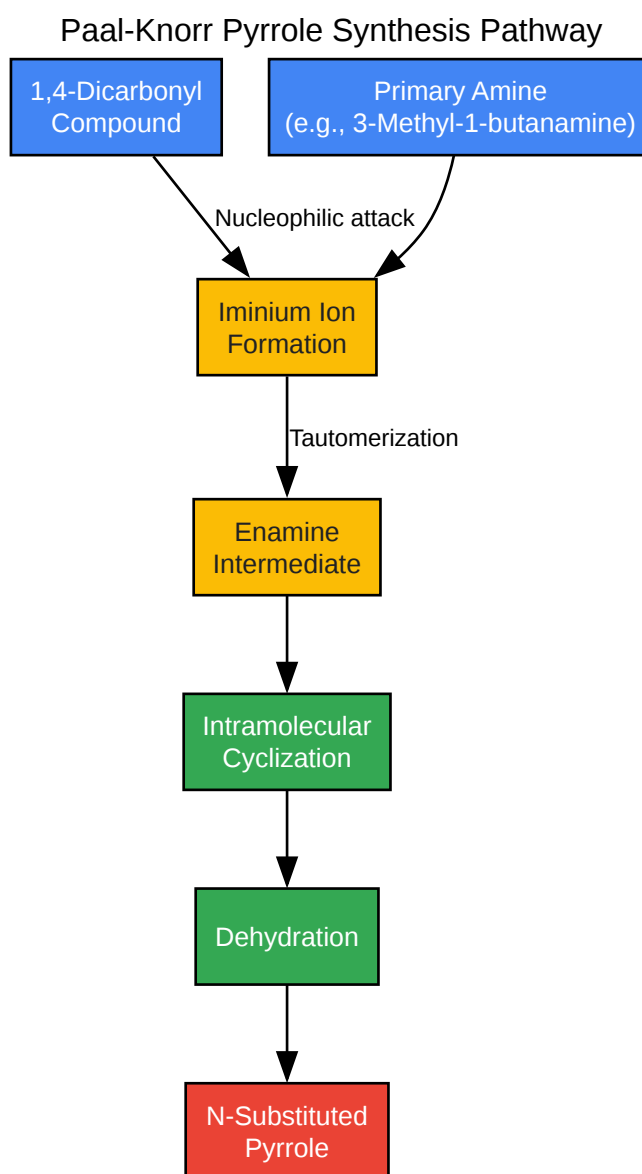 Paal-Knorr Pyrrole Synthesis Pathway
1,4-Dicarbonyl
Compound
Primary Amine
(e.g., 3-Methyl-1-butanamine)
Nucleophilic attack
Iminium Ion
Formation
Tautomerization
Enamine
Intermediate
Intramolecular
Cyclization
Dehydration
N-Substituted
Pyrrole